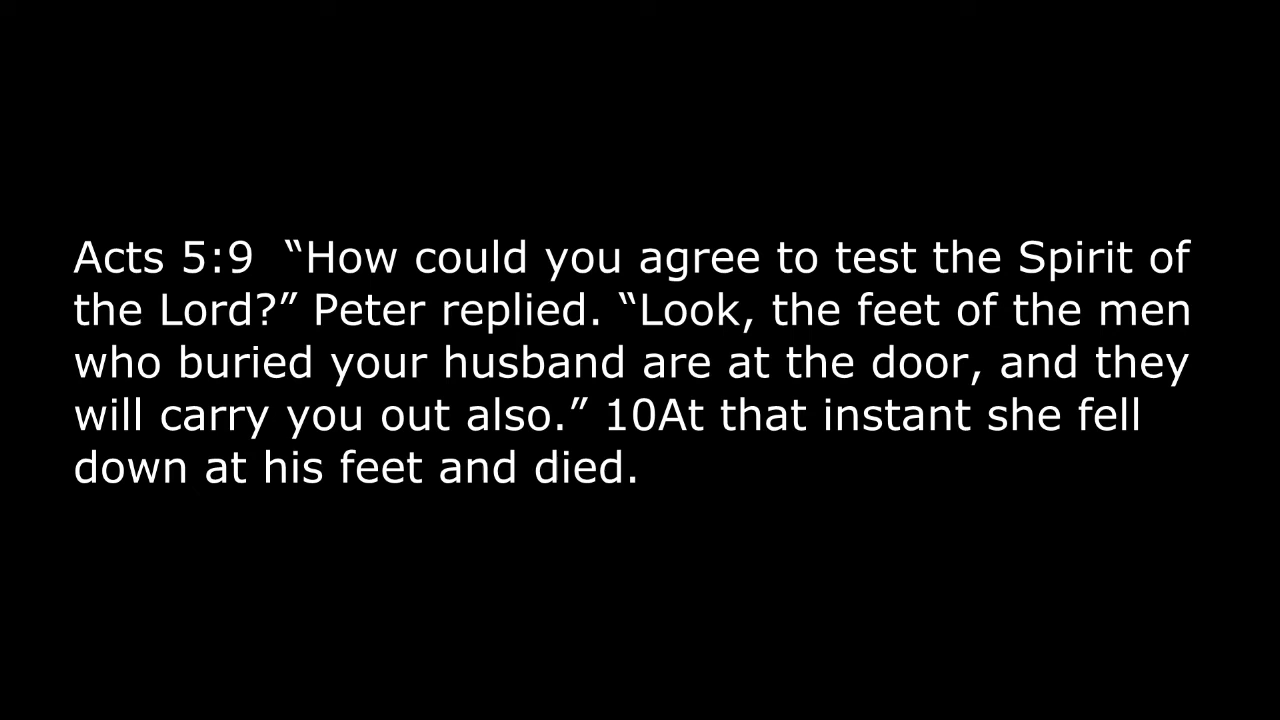 Acts 5:9  “How could you agree to test the Spirit of
the Lord?” Peter replied. “Look, the feet of the men
who buried your husband are at the door, and they
will carry you out also.” 10At that instant she fell
down at his feet and died.